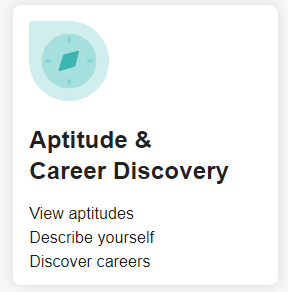 Aptitude &
Career Discovery
View aptitudes
Describe yourself
Discover careers